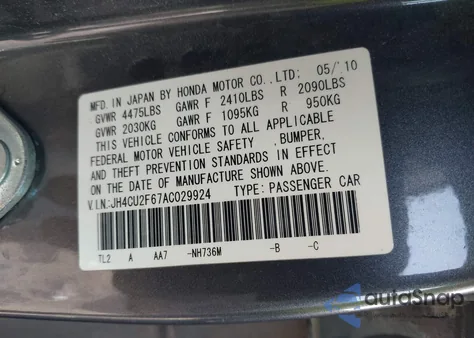 MFD. IN JAPAN BY HONDA MOTOR CO.,LTD: 05/'10
GVWR 4475LBS GAWR F 2410LBS R 2090LBS
GVWR 2030KG GAWR F 1095KG R 950KG
THIS VEHICLE CONFORMS TO ALL APPLICABLE
FEDERAL MOTOR VEHICLE SAFETY ,BUMPER,
AND THEFT PREVENTION STANDARDS IN EFFECT
ON THE DATE OF MANUFACTURE SHOWN ABOVE.
V.I.N.:JH4CU2F67AC029924 TYPE: PASSENGER CAR
TL2 A AA7 -NH736M -B -C
autoSnap
by carfast